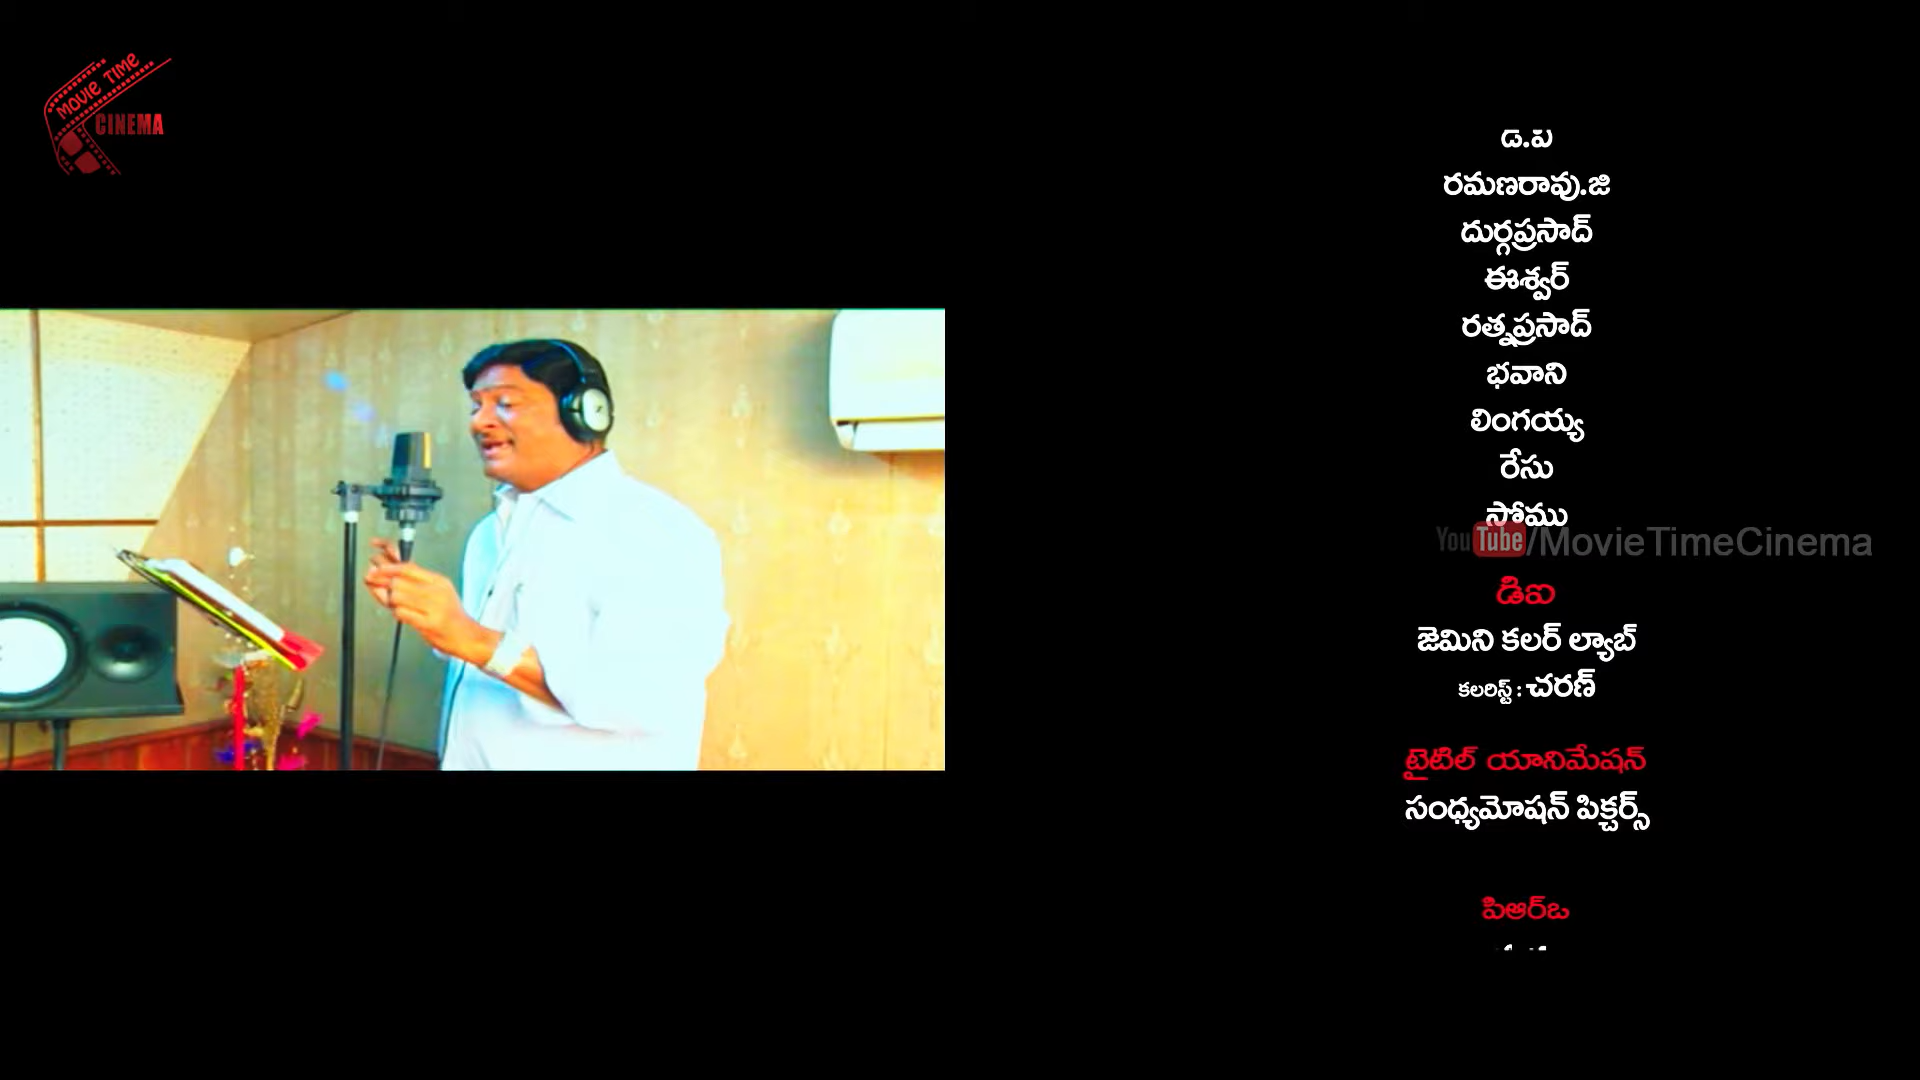 MOVIE TIME
CINEMA
డి.వి
రమణరావు.జి
దుర్గప్రసాద్
ఈశ్వర్
రత్నప్రసాద్
భవాని
లింగయ్య
రేసు
సోము
YouTube/MovieTimeCinema
డిఐ
జెమిని కలర్ ల్యాబ్
కలరిస్ట్ : చరణ్
టైటిల్ యానిమేషన్
సంధ్యమోషన్ పిక్చర్స్
పిఆర్ఒ